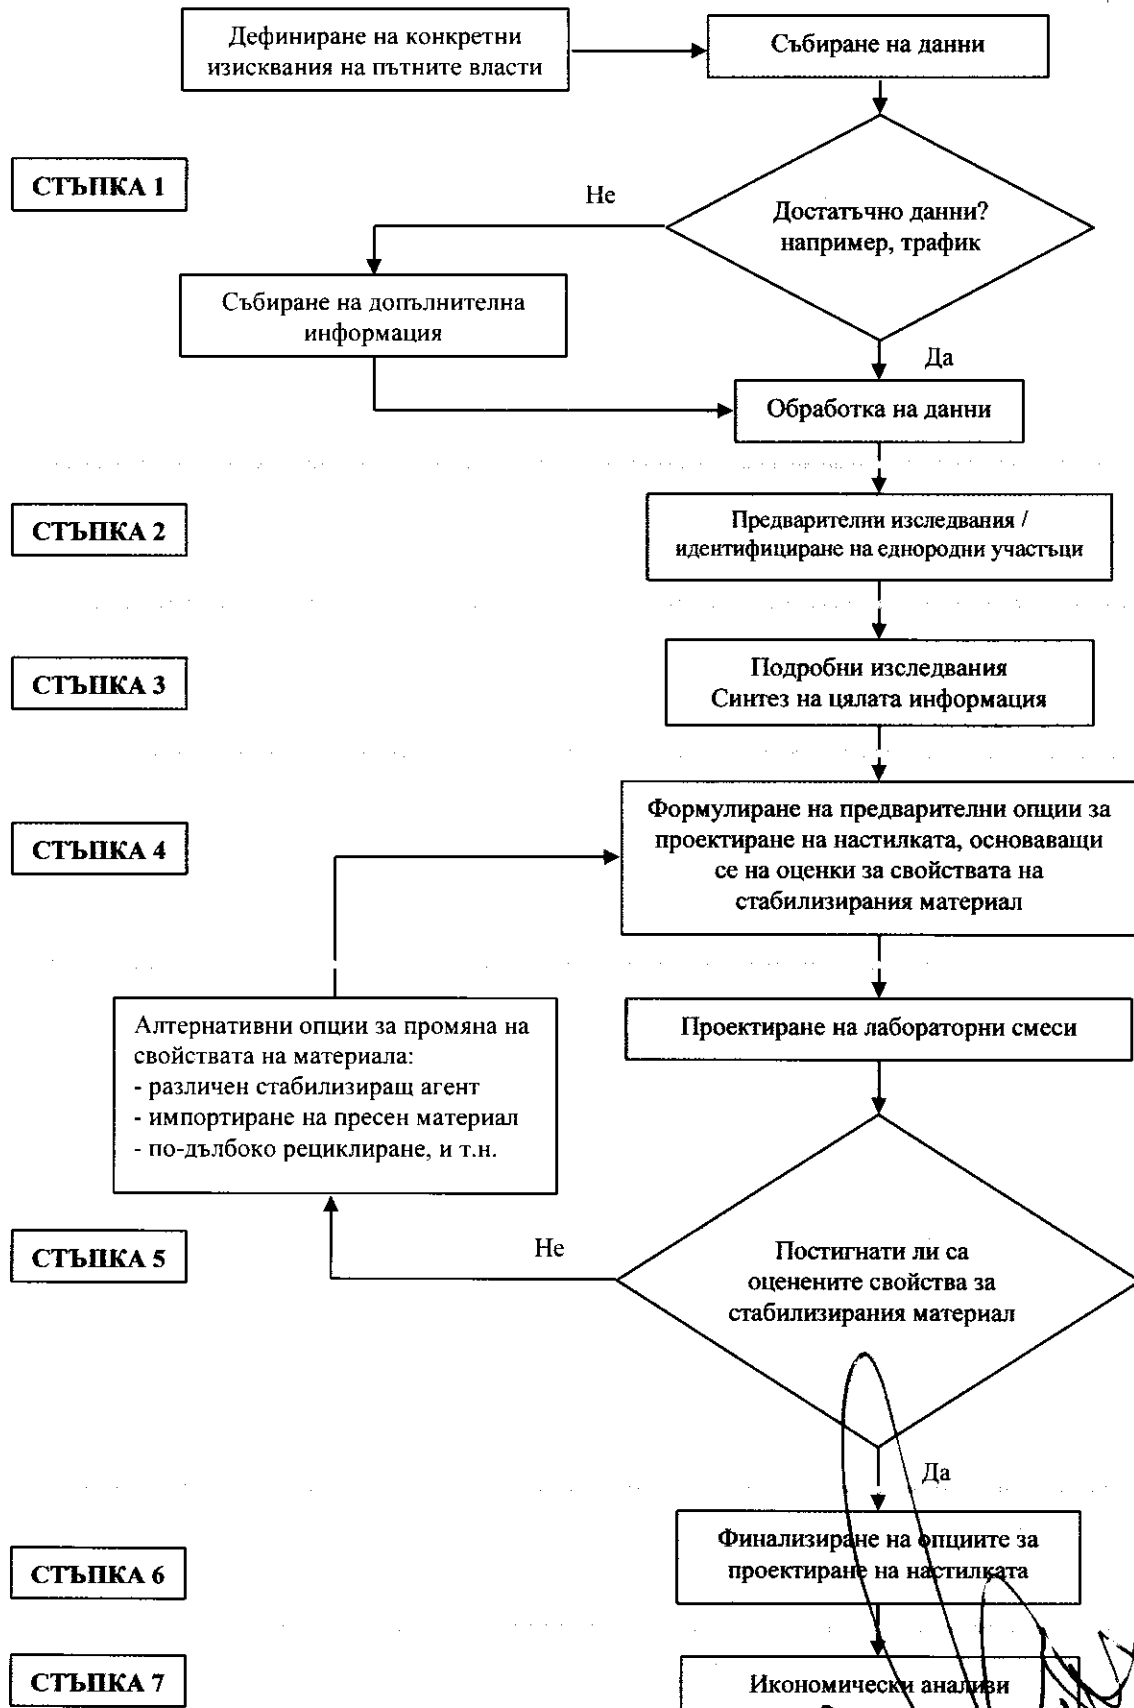 Дефиниране на конкретни
изисквания на пътните власти
Събиране на данни
СТЪПКА 1
Не
Достатъчно данни?
например, трафик
Събиране на допълнителна
информация
Да
Обработка на данни
СТЪПКА 2
Предварителни изследвания /
идентифициране на еднородни участъци
СТЪПКА 3
Подробни изследвания
Синтез на цялата информация
СТЪПКА 4
Формулиране на предварителни опции за
проектиране на настилката, основаващи
се на оценки за свойствата на
стабилизирания материал
Алтернативни опции за промяна на
свойствата на материала:
- различен стабилизиращ агент
- импортиране на пресен материал
- по-дълбоко рециклиране, и т.н.
Проектиране на лабораторни смеси
СТЪПКА 5
Не
Постигнати ли са
оценените свойства за
стабилизирания материал
Да
СТЪПКА 6
Финализиране на опциите за
проектиране на настилката
СТЪПКА 7
Икономически анализи